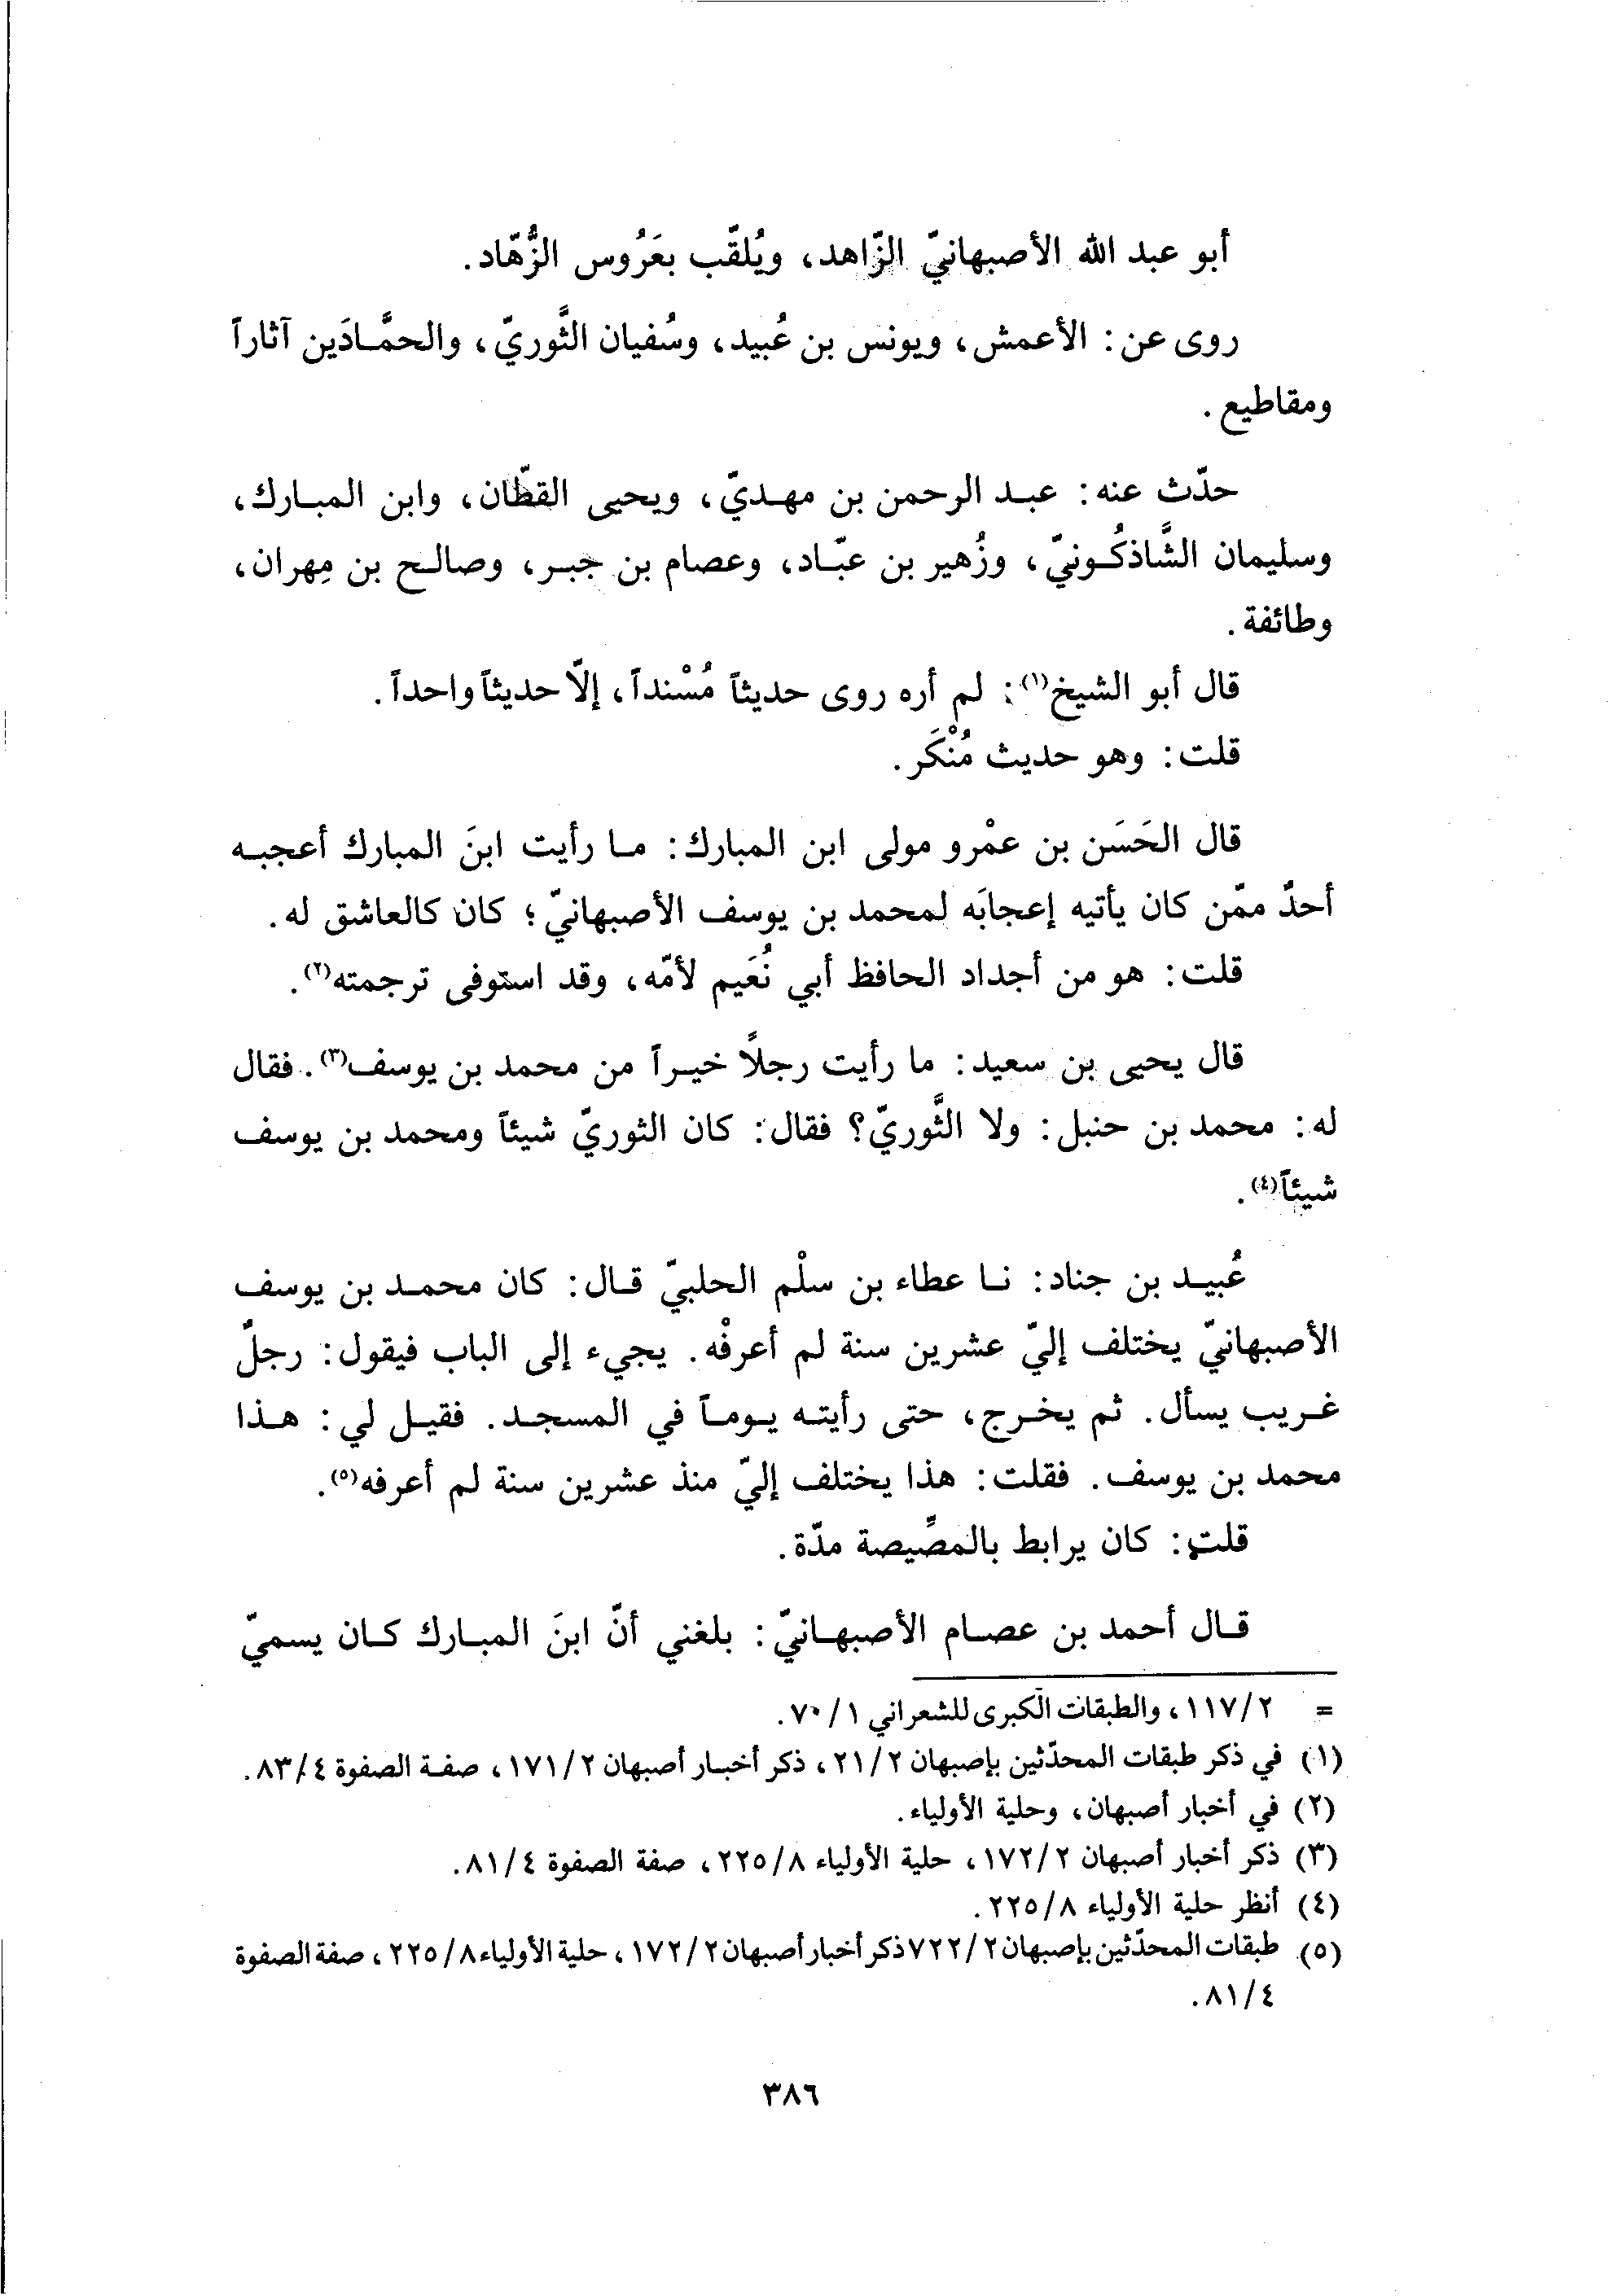 أبو عبد الله الأصبهانيّ الزّاهد، ويُلقّب بعَرُوس الزُّهّاد.
روى عن: الأعمش، ويونس بن عُبيد، وسُفيان الثَّوريّ، والحمَّادَين آثاراً
ومقاطيع.
حدّث عنه: عبد الرحمن بن مهديّ، ويحيى القطّان، وابن المبارك،
وسليمان الشَّاذكُونيّ، وزُهير بن عبّاد، وعصام بن جبر، وصالح بن مِهران،
وطائفة.
قال أبو الشيخ(١): لم أره روى حديثاً مُسْنداً، إلّا حديثاً واحداً.
قلت: وهو حديث مُنْكَر.
قال الحَسَن بن عمْرو مولى ابن المبارك: ما رأيت ابنَ المبارك أعجبه
أحدٌ ممّن كان يأتيه إعجابَه لمحمد بن يوسف الأصبهانيّ؛ كان كالعاشق له.
قلت: هو من أجداد الحافظ أبي نُعَيم لأمّه، وقد استوفى ترجمته(٢).
قال يحيى بن سعيد: ما رأيت رجلًا خيراً من محمد بن يوسف(٣). فقال
له: محمد بن حنبل: ولا الثَّوريّ؟ فقال: كان الثوريّ شيئاً ومحمد بن يوسف
شيئاً(٤).
عُبيد بن جناد: نا عطاء بن سلْم الحلبيّ قال: كان محمد بن يوسف
الأصبهانيّ يختلف إليّ عشرين سنة لم أعرفْه. يجيء إلى الباب فيقول: رجلٌ
غريب يسأل. ثم يخرج، حتى رأيته يوماً في المسجد. فقيل لي: هذا
محمد بن يوسف. فقلت: هذا يختلف إليّ منذ عشرين سنة لم أعرفه(٥).
قلت: كان يرابط بالمصِّيصة مدّة.
قال أحمد بن عصام الأصبهانيّ: بلغني أنّ ابنَ المبارك كان يسميّ
= ١١٧/٢، والطبقات الكبرى للشعراني ٧٠/١.
(١) في ذكر طبقات المحدّثين بإصبهان ٢١/٢، ذكر أخبار أصبهان ١٧١/٢، صفة الصفوة ٨٣/٤.
(٢) في أخبار أصبهان، وحلية الأولياء.
(٣) ذكر أخبار أصبهان ١٧٢/٢، حلية الأولياء ٢٢٥/٨، صفة الصفوة ٨١/٤.
(٤) أنظر حلية الأولياء ٢٢٥/٨.
(٥) طبقات المحدّثين بإصبهان ٧٢٢/٢ ذكر أخبار أصبهان ١٧٢/٢، حلية الأولياء ٢٢٥/٨، صفة الصفوة
٨١/٤.
٣٨٦